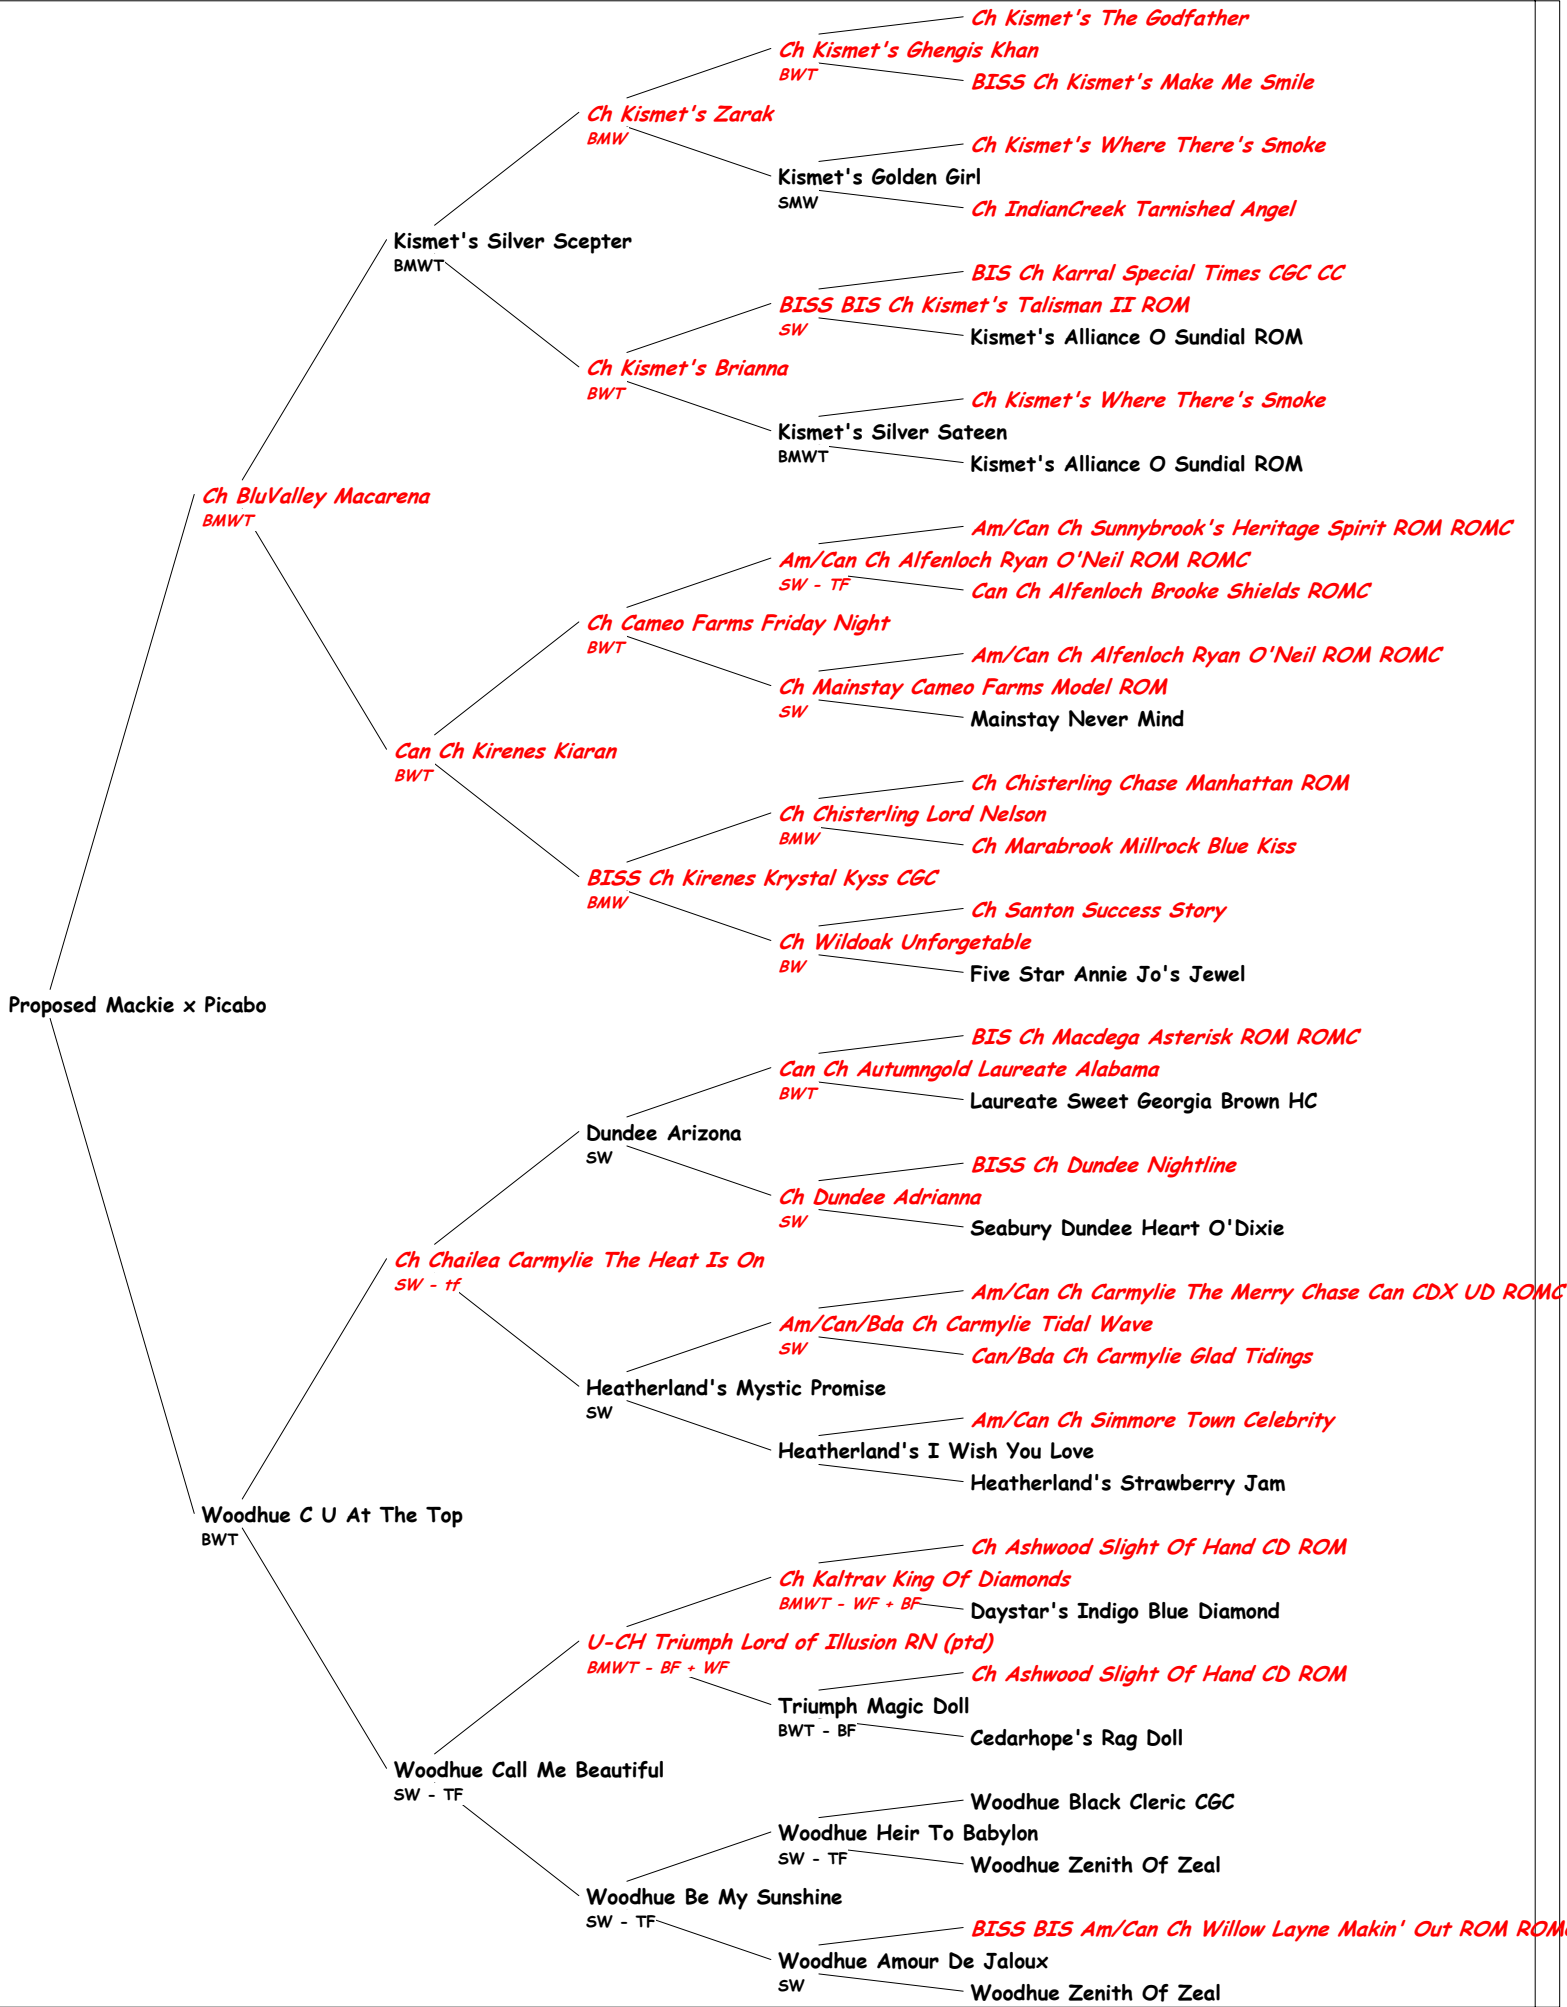 Ch Kismet's The Godfather
Ch Kismet's Ghengis Khan
BWT
BISS Ch Kismet's Make Me Smile
Ch Kismet's Zarak
BMW
Ch Kismet's Where There's Smoke
Kismet's Golden Girl
SMW
Ch IndianCreek Tarnished Angel
Kismet's Silver Scepter
BMWT
BIS Ch Karral Special Times CGC CC
BISS BIS Ch Kismet's Talisman II ROM
SW
Kismet's Alliance O Sundial ROM
Ch Kismet's Brianna
BWT
Ch Kismet's Where There's Smoke
Kismet's Silver Sateen
BMWT
Kismet's Alliance O Sundial ROM
Ch BluValley Macarena
BMWT
Am/Can Ch Sunnybrook's Heritage Spirit ROM ROMC
Am/Can Ch Alfenloch Ryan O'Neil ROM ROMC
SW - TF
Can Ch Alfenloch Brooke Shields ROMC
Ch Cameo Farms Friday Night
BWT
Am/Can Ch Alfenloch Ryan O'Neil ROM ROMC
Ch Mainstay Cameo Farms Model ROM
SW
Mainstay Never Mind
Can Ch Kirenes Kiaran
BWT
Ch Chisterling Chase Manhattan ROM
Ch Chisterling Lord Nelson
BMW
Ch Marabrook Millrock Blue Kiss
BISS Ch Kirenes Krystal Kyss CGC
BMW
Ch Santon Success Story
Ch Wildoak Unforgetable
BW
Five Star Annie Jo's Jewel
Proposed Mackie x Picabo
BIS Ch Macdega Asterisk ROM ROMC
Can Ch Autumngold Laureate Alabama
BWT
Laureate Sweet Georgia Brown HC
Dundee Arizona
SW
BISS Ch Dundee Nightline
Ch Dundee Adrianna
SW
Seabury Dundee Heart O'Dixie
Ch Chailea Carmylie The Heat Is On
SW - tf
Am/Can Ch Carmylie The Merry Chase Can CDX UD ROMC
Am/Can/Bda Ch Carmylie Tidal Wave
SW
Can/Bda Ch Carmylie Glad Tidings
Heatherland's Mystic Promise
SW
Am/Can Ch Simmore Town Celebrity
Heatherland's I Wish You Love
Heatherland's Strawberry Jam
Woodhue C U At The Top
BWT
Ch Ashwood Slight Of Hand CD ROM
Ch Kaltrav King Of Diamonds
BMWT - WF + BF
Daystar's Indigo Blue Diamond
U-CH Triumph Lord of Illusion RN (ptd)
BMWT - BF + WF
Ch Ashwood Slight Of Hand CD ROM
Triumph Magic Doll
BWT - BF
Cedarhope's Rag Doll
Woodhue Call Me Beautiful
SW - TF
Woodhue Black Cleric CGC
Woodhue Heir To Babylon
SW - TF
Woodhue Zenith Of Zeal
Woodhue Be My Sunshine
SW - TF
BISS BIS Am/Can Ch Willow Layne Makin' Out ROM
Woodhue Amour De Jaloux
SW
Woodhue Zenith Of Zeal